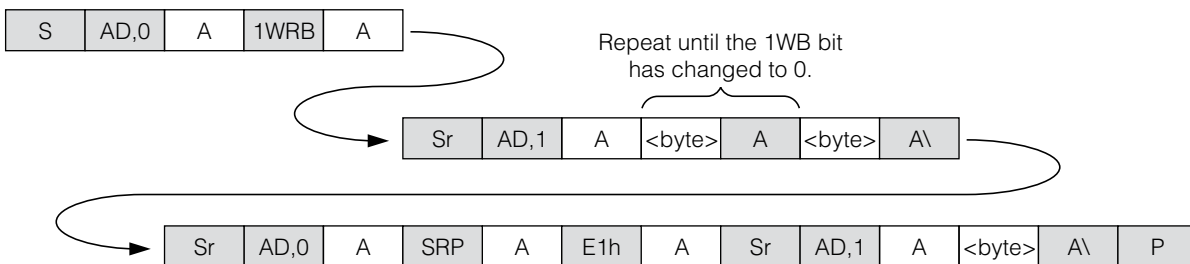 S AD,0 A 1WRB A
Repeat until the 1WB bit
has changed to 0.
Sr AD,1 A <byte> A <byte> A\
Sr AD,0 A SRP A E1h A Sr AD,1 A <byte> A\ P